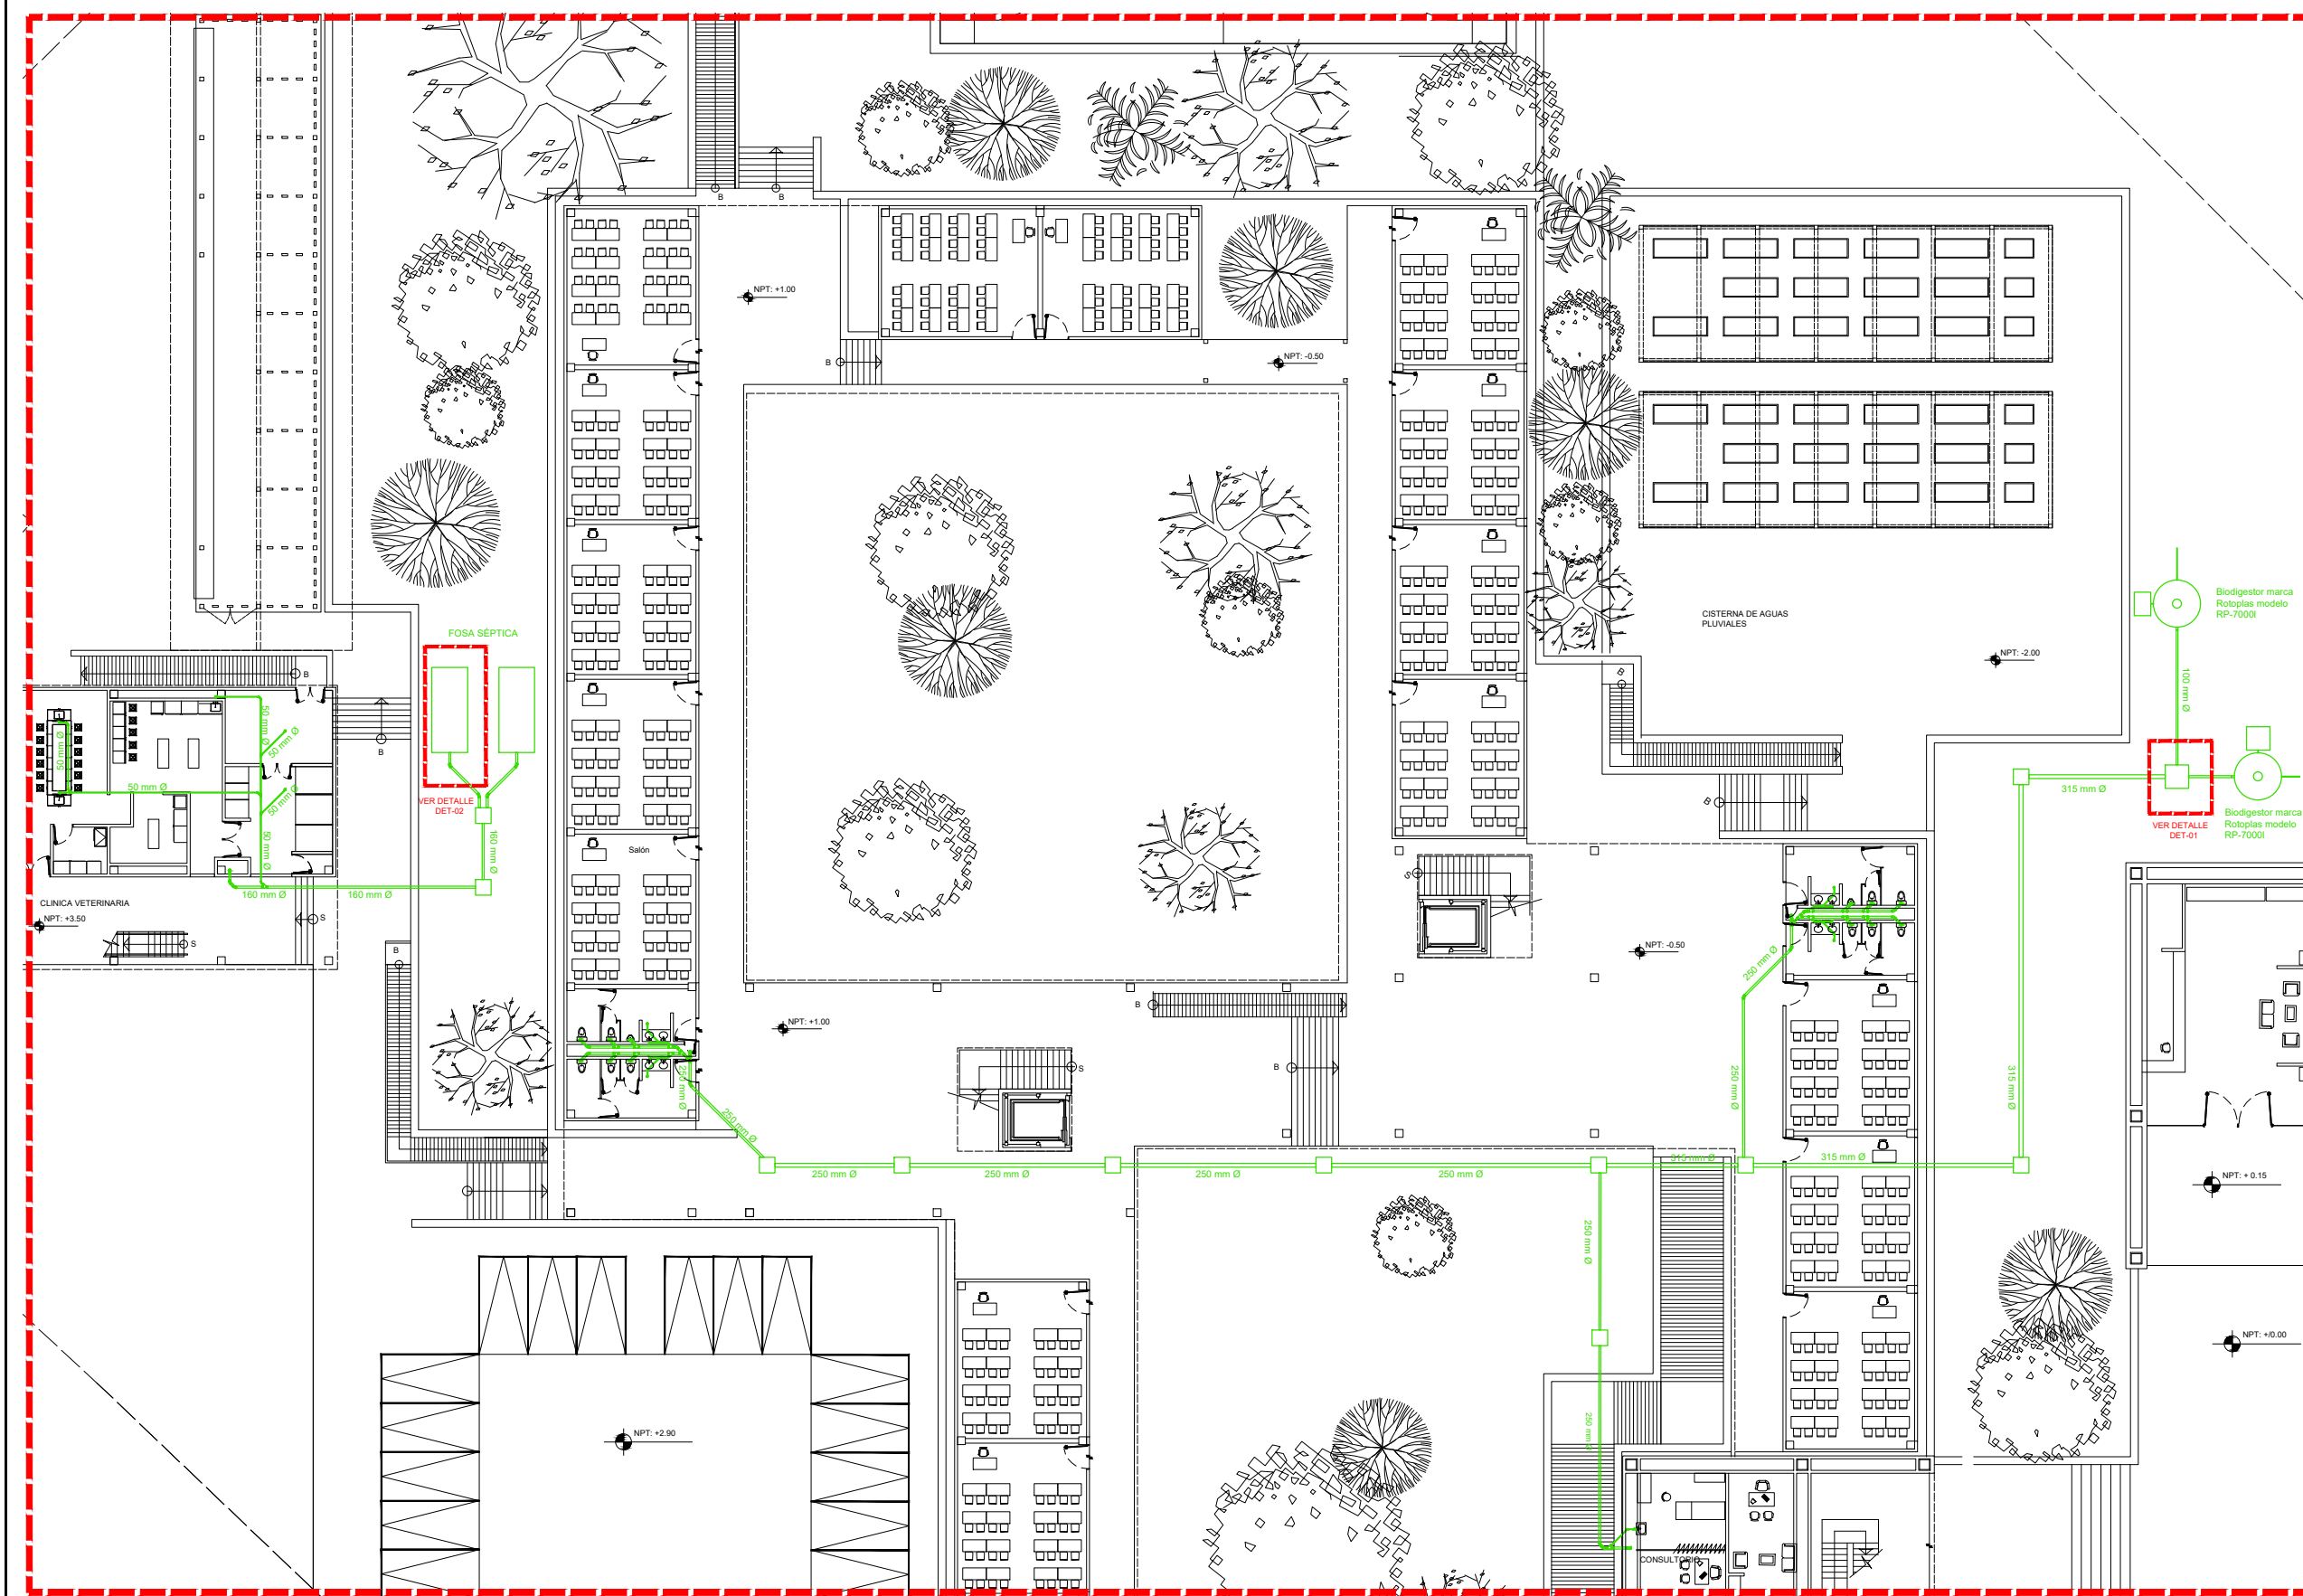 B
B
NPT: +1.00
B
NPT: -0.50
Biodigestor marca
Rotoplas modelo
RP-7000l
CISTERNA DE AGUAS
PLUVIALES
FOSA SÉPTICA
NPT: -2.00
B
B
100 mm Ø
50 mm Ø
50 mm Ø
50 mm Ø
B
50 mm Ø
50 mm Ø
50 mm Ø
315 mm Ø
VER DETALLE
DET-02
B
Biodigestor marca
Rotoplas modelo
RP-7000l
VER DETALLE
DET-01
160 mm Ø
Salón
S
160 mm Ø
160 mm Ø
CLINICA VETERINARIA
NPT: +3.50
S
S
B
NPT: -0.50
250 mm Ø
B
NPT: +1.00
B
S
250 mm Ø
250 mm Ø
250 mm Ø
315 mm Ø
250 mm Ø
250 mm Ø
250 mm Ø
250 mm Ø
315 mm Ø
315 mm Ø
NPT: + 0.15
250 mm Ø
NPT: +/0.00
250 mm Ø
NPT: +2.90
CONSULTORIO